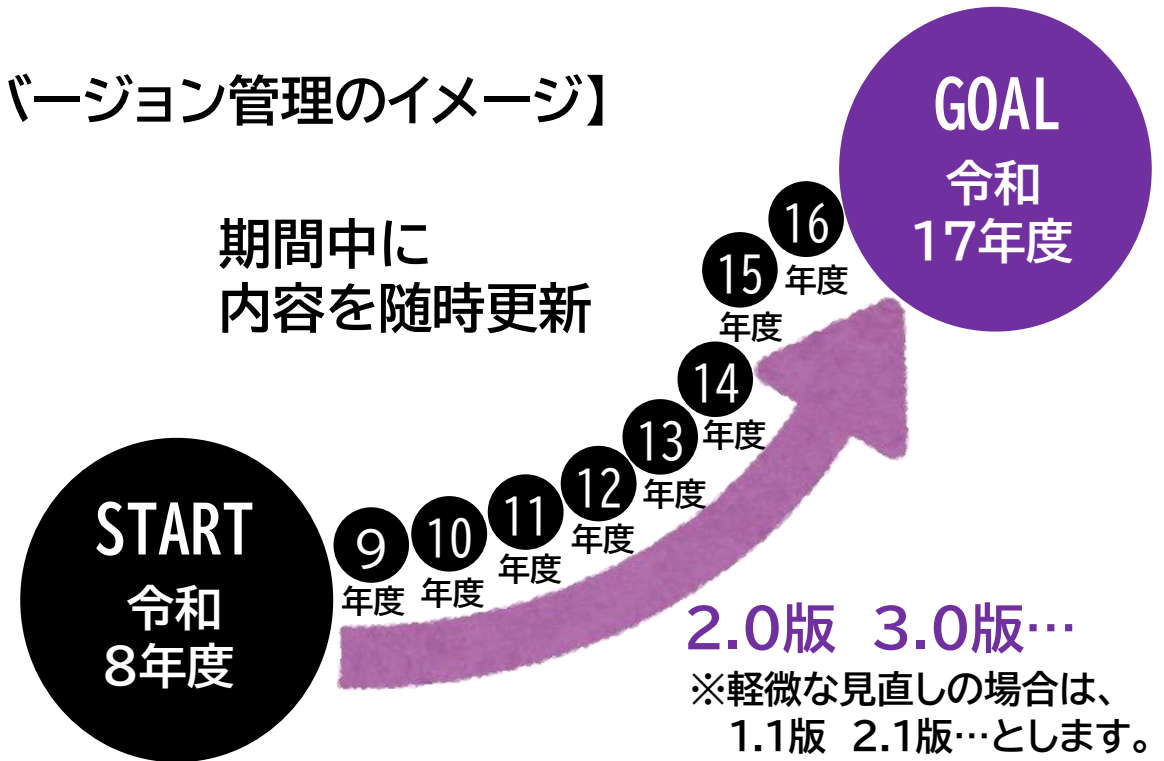 バージョン管理のイメージ】
期間中に
内容を随時更新
START
令和
8年度
9
年度
10
年度
11
年度
12
年度
13
年度
14
年度
15
年度
16
年度
GOAL
令和
17年度
2.0版 3.0版…
※軽微な見直しの場合は、
1.1版 2.1版…とします。